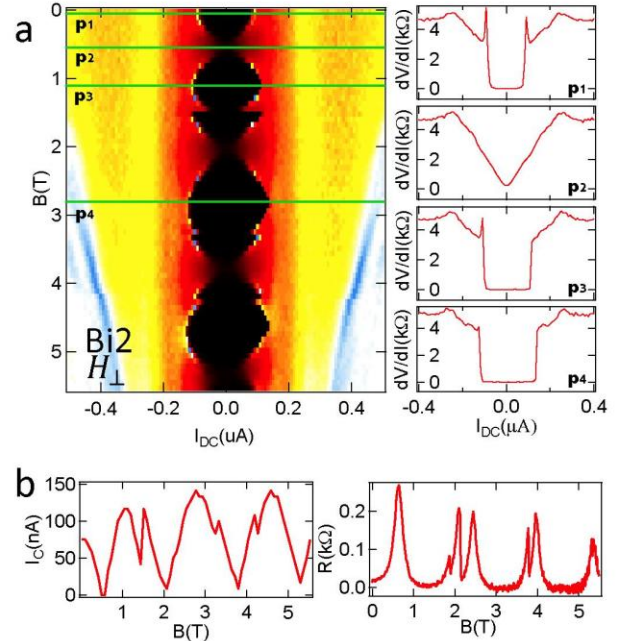 a
0
1
2
3
4
5
B(T)
p1
p2
p3
p4
Bi2
H⊥
-0.4 -0.2 0.0 0.2 0.4
I_DC(uA)
dV/dI(kΩ)
4
2
0
p1
dV/dI(kΩ)
4
2
0
p2
dV/dI(kΩ)
4
2
0
p3
dV/dI(kΩ)
4
2
0
p4
-0.4 0.0 0.4
I_DC(μA)
b
I_C(nA)
150
100
50
0
1 2 3 4 5
B(T)
R(kΩ)
0.2
0.1
0.0
0 1 2 3 4 5
B(T)